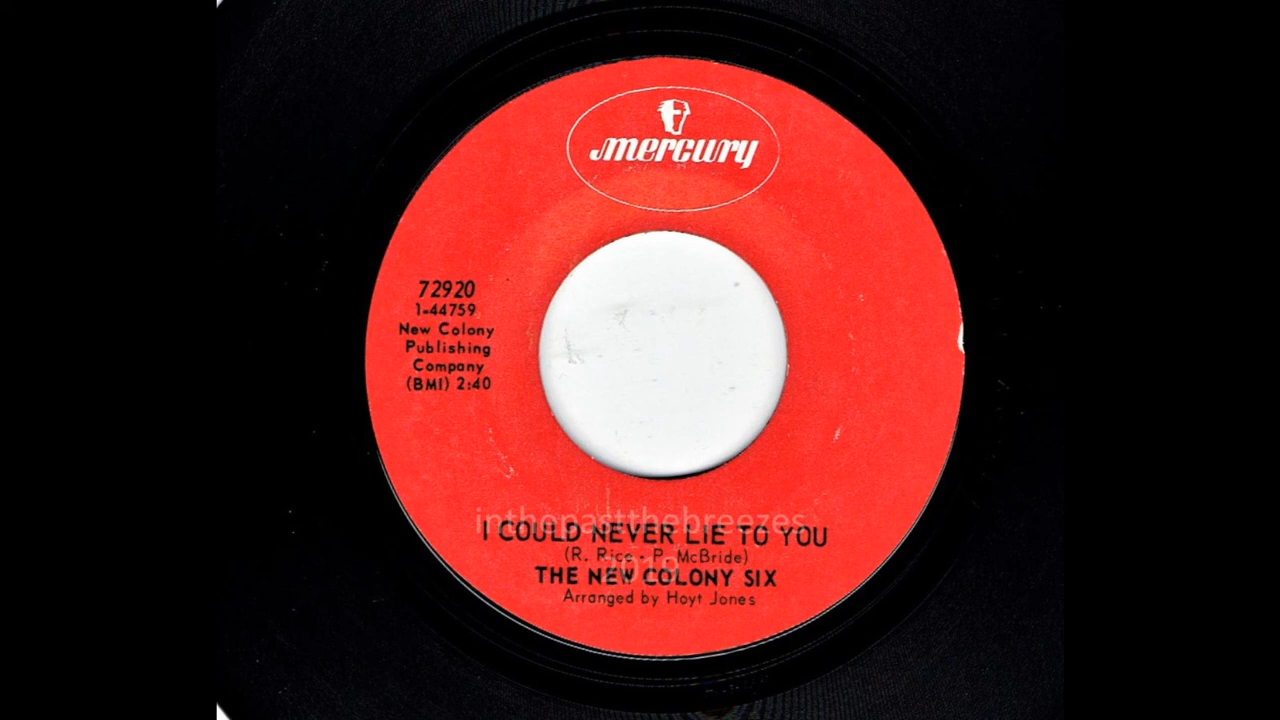 mercury
72920
1-44759
New Colony
Publishing
Company
(BMI) 2:40
inthepastthebreezes
I COULD NEVER LIE TO YOU
(R. Rice - P. McBride)
2019
THE NEW COLONY SIX
Arranged by Hoyt Jones